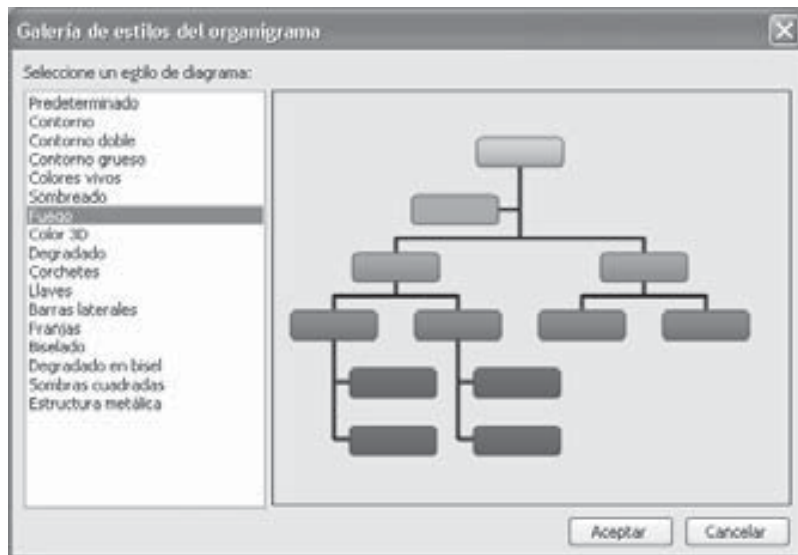 Galería de estilos del organigrama
Seleccione un estilo de diagrama:
Predeterminado
Contorno
Contorno doble
Contorno grueso
Colores vivos
Sombreado
Fuego
Color 3D
Degradado
Corchetes
Llaves
Barras laterales
Franjas
Biselado
Degradado en bisel
Sombras cuadradas
Estructura metálica
Aceptar
Cancelar